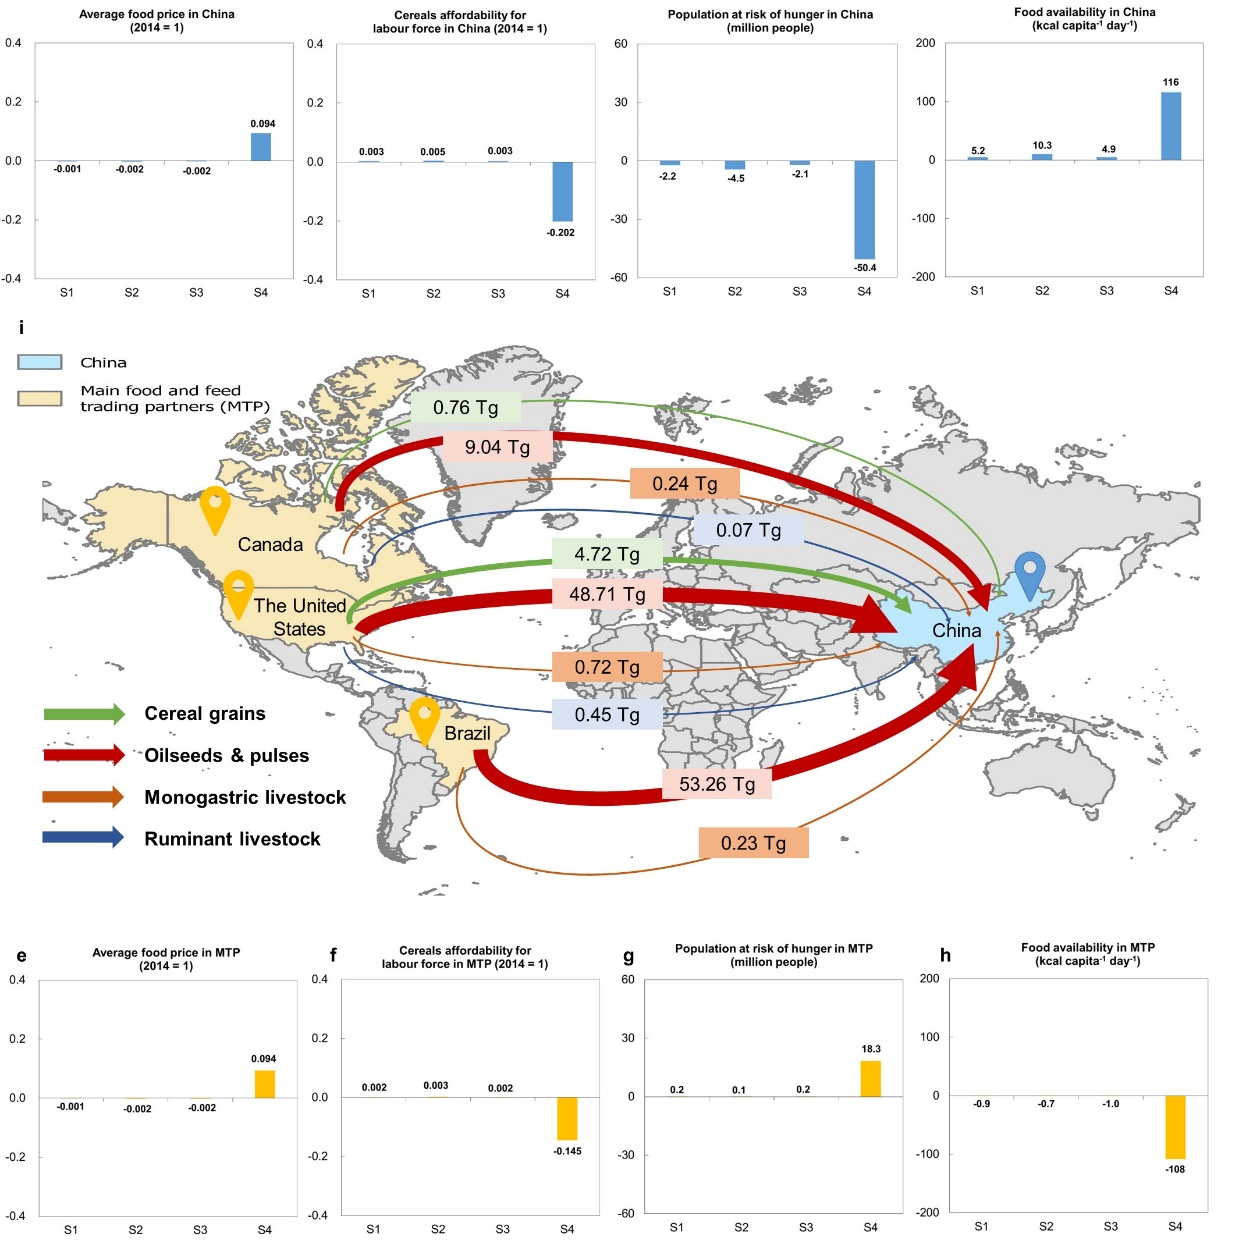 Average food price in China
(2014 = 1)
0.4
0.2
0.0
-0.2
-0.4
-0.001
-0.002
-0.002
0.094
S1
S2
S3
S4
Cereals affordability for
labour force in China (2014 = 1)
0.4
0.2
0.0
-0.2
-0.4
0.003
0.005
0.003
-0.202
S1
S2
S3
S4
Population at risk of hunger in China
(million people)
60
30
0
-30
-60
-2.2
-4.5
-2.1
-50.4
S1
S2
S3
S4
Food availability in China
(kcal capita-1 day-1)
200
100
0
-100
-200
5.2
10.3
4.9
116
S1
S2
S3
S4
i
China
Main food and feed
trading partners (MTP)
0.76 Tg
9.04 Tg
0.24 Tg
0.07 Tg
4.72 Tg
48.71 Tg
0.72 Tg
0.45 Tg
53.26 Tg
0.23 Tg
Canada
The United
States
Brazil
China
Cereal grains
Oilseeds & pulses
Monogastric livestock
Ruminant livestock
e
Average food price in MTP
(2014 = 1)
0.4
0.2
0.0
-0.2
-0.4
-0.001
-0.002
-0.002
0.094
S1
S2
S3
S4
f
Cereals affordability for
labour force in MTP (2014 = 1)
0.4
0.2
0.0
-0.2
-0.4
0.002
0.003
0.002
-0.145
S1
S2
S3
S4
g
Population at risk of hunger in MTP
(million people)
60
30
0
-30
-60
0.2
0.1
0.2
18.3
S1
S2
S3
S4
h
Food availability in MTP
(kcal capita-1 day-1)
200
100
0
-100
-200
-0.9
-0.7
-1.0
-108
S1
S2
S3
S4